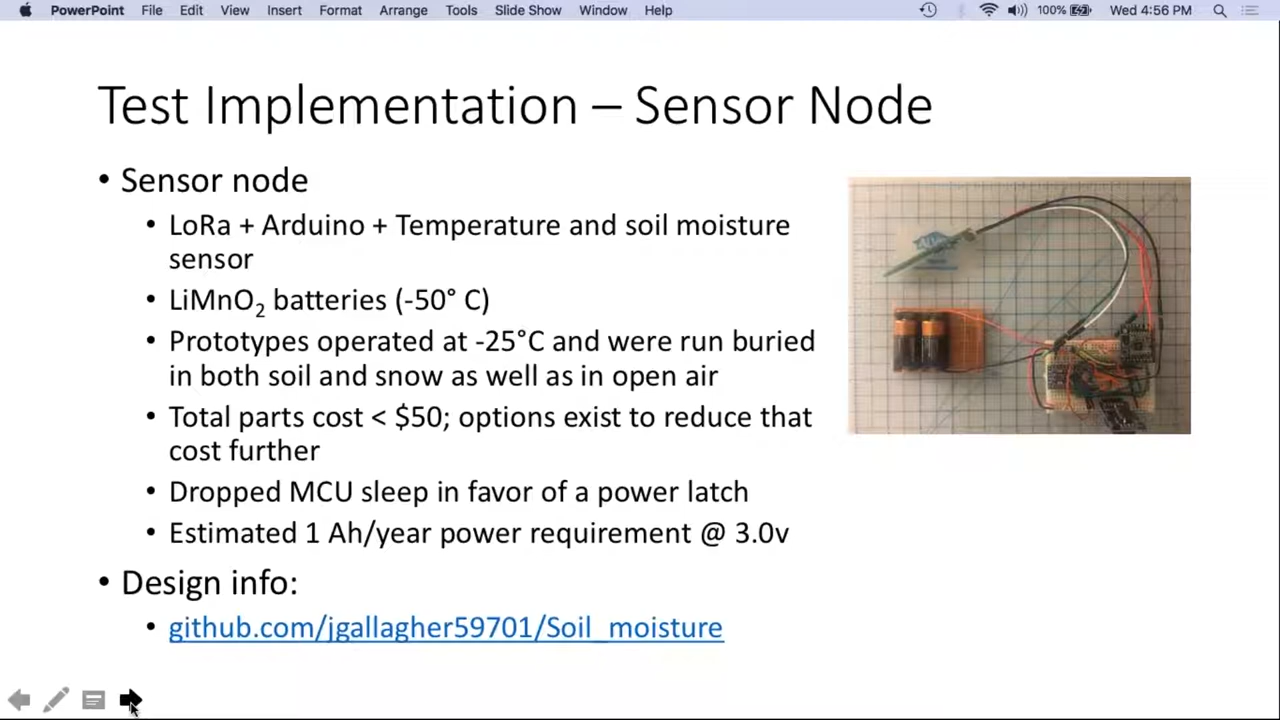 PowerPoint File Edit View Insert Format Arrange Tools Slide Show Window Help 100% Wed 4:56 PM
Test Implementation – Sensor Node
• Sensor node
• LoRa + Arduino + Temperature and soil moisture
sensor
• LiMnO₂ batteries (-50° C)
• Prototypes operated at -25°C and were run buried
in both soil and snow as well as in open air
• Total parts cost < $50; options exist to reduce that
cost further
• Dropped MCU sleep in favor of a power latch
• Estimated 1 Ah/year power requirement @ 3.0v
• Design info:
• github.com/jgallagher59701/Soil_moisture